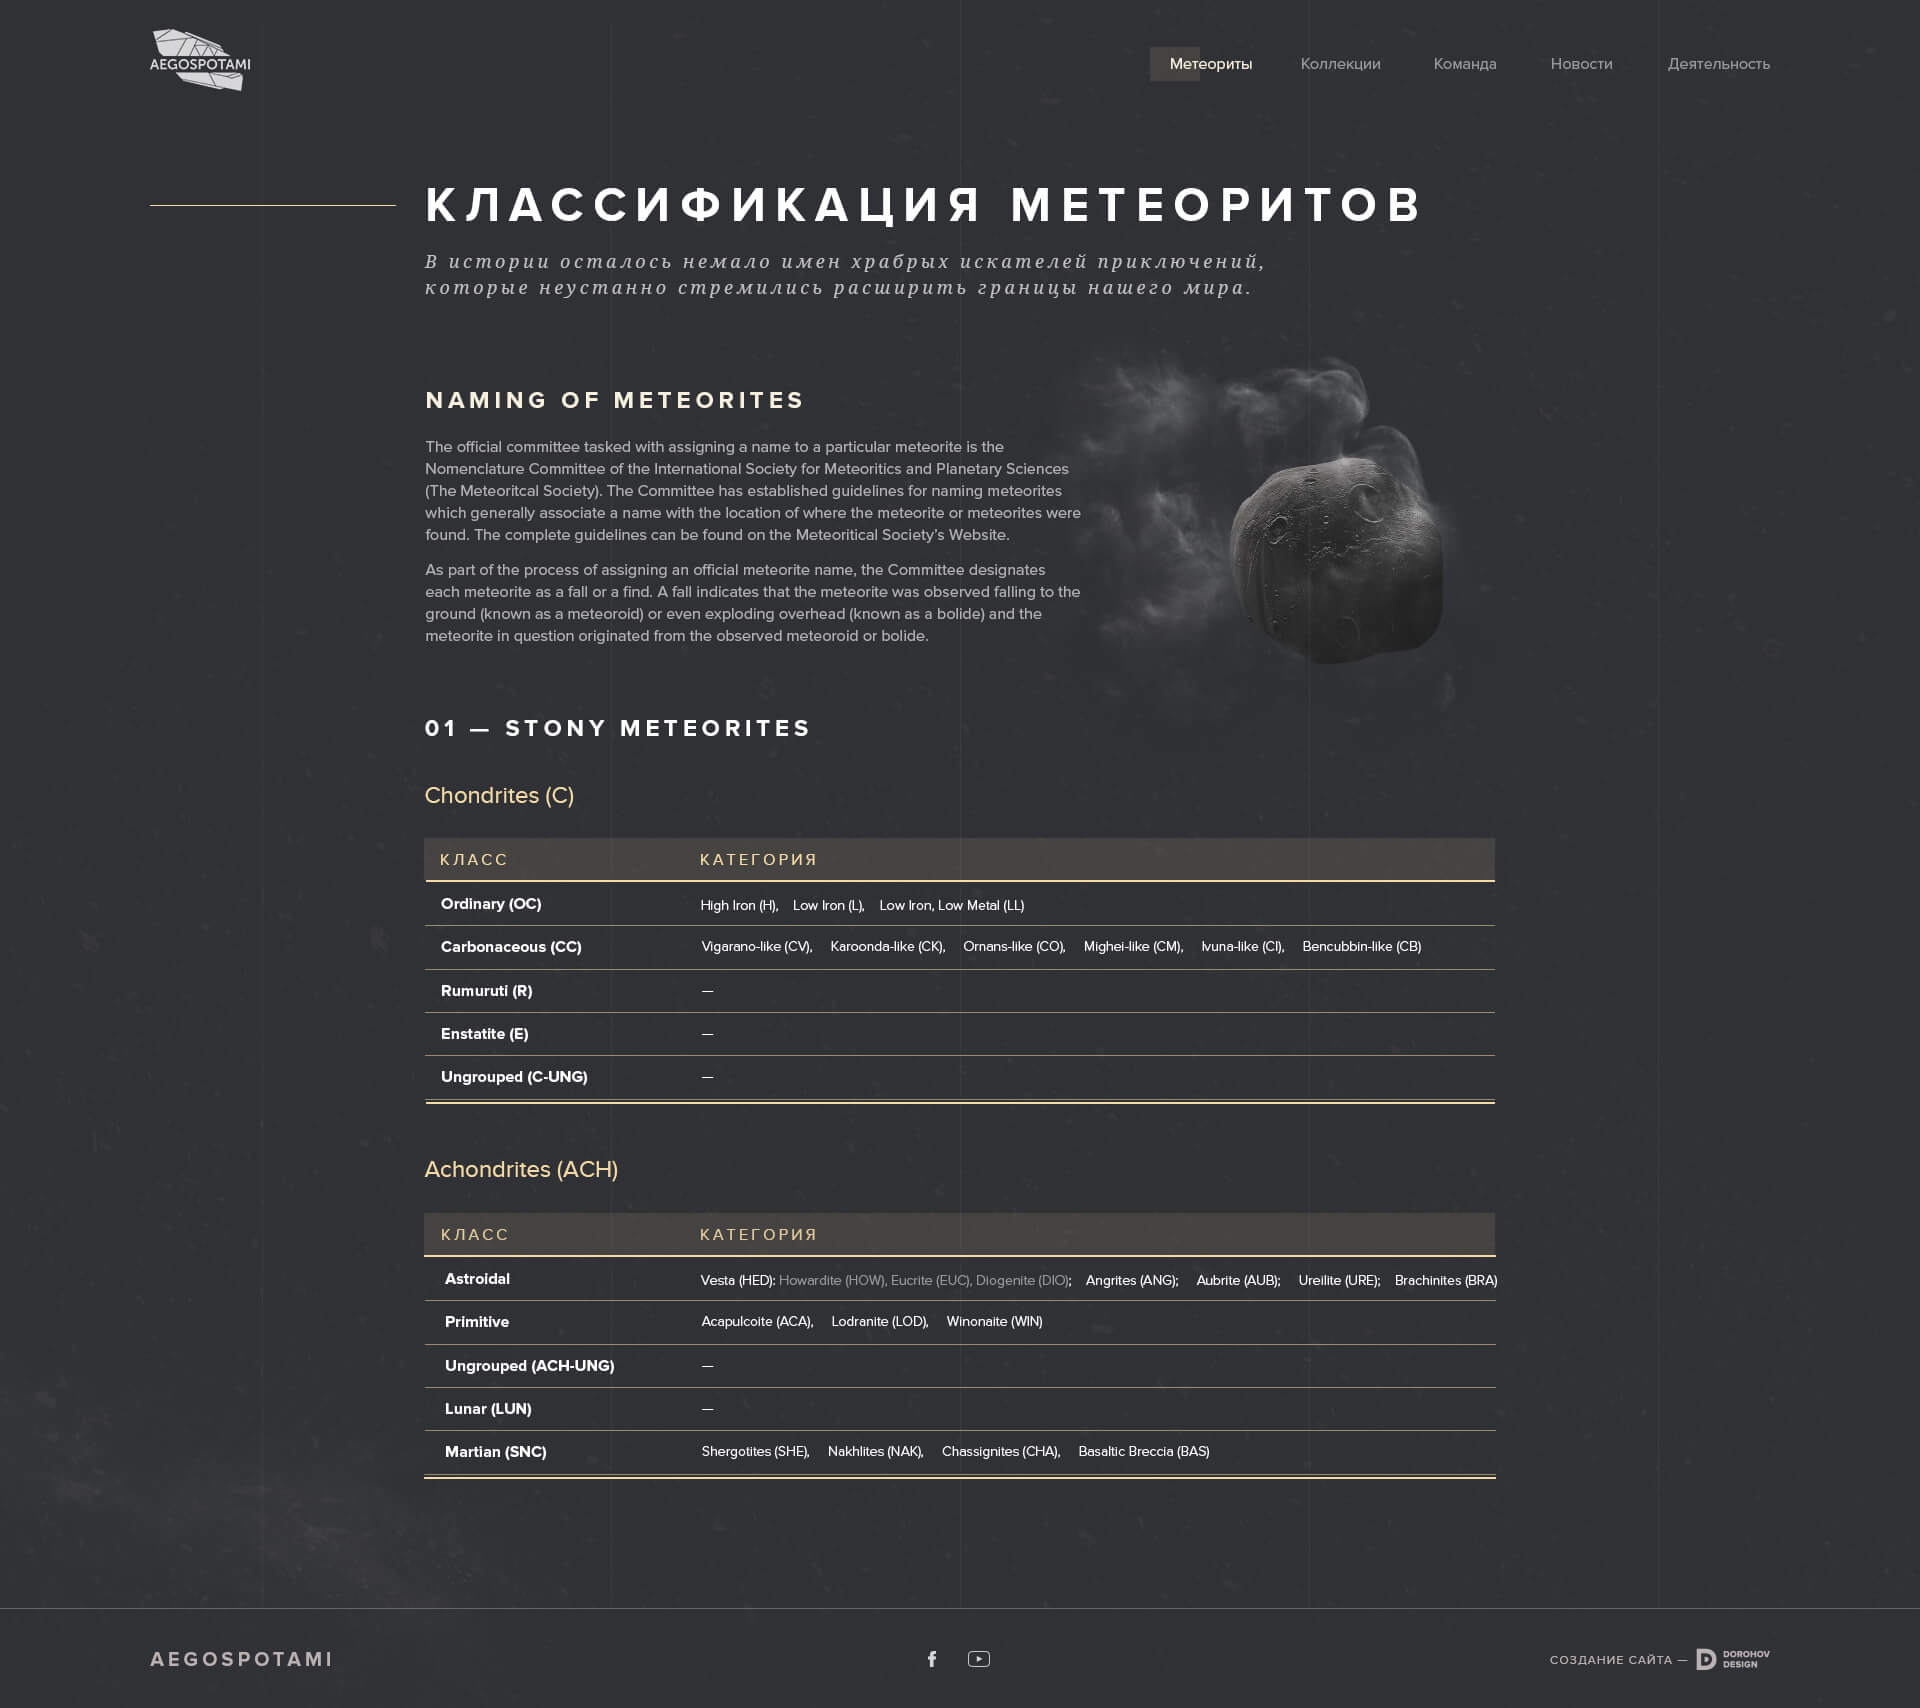 AEGOSPOTAMI
Метеориты Коллекции Команда Новости Деятельность
КЛАССИФИКАЦИЯ МЕТЕОРИТОВ
В истории осталось немало имен храбрых искателей приключений,
которые неустанно стремились расширить границы нашего мира.
NAMING OF METEORITES
The official committee tasked with assigning a name to a particular meteorite is the
Nomenclature Committee of the International Society for Meteoritics and Planetary Sciences
(The Meteoritcal Society). The Committee has established guidelines for naming meteorites
which generally associate a name with the location of where the meteorite or meteorites were
found. The complete guidelines can be found on the Meteoritical Society’s Website.
As part of the process of assigning an official meteorite name, the Committee designates
each meteorite as a fall or a find. A fall indicates that the meteorite was observed falling to the
ground (known as a meteoroid) or even exploding overhead (known as a bolide) and the
meteorite in question originated from the observed meteoroid or bolide.
01 — STONY METEORITES
Chondrites (C)
КЛАСС КАТЕГОРИЯ
Ordinary (OC) High Iron (H), Low Iron (L), Low Iron, Low Metal (LL)
Carbonaceous (CC) Vigarano-like (CV), Karoonda-like (CK), Ornans-like (CO), Mighei-like (CM), Ivuna-like (CI), Bencubbin-like (CB)
Rumuruti (R) —
Enstatite (E) —
Ungrouped (C-UNG) —
Achondrites (ACH)
КЛАСС КАТЕГОРИЯ
Astroidal Vesta (HED): Howardite (HOW), Eucrite (EUC), Diogenite (DIO); Angrites (ANG); Aubrite (AUB); Ureilite (URE); Brachinites (BRA)
Primitive Acapulcoite (ACA), Lodranite (LOD), Winonaite (WIN)
Ungrouped (ACH-UNG) —
Lunar (LUN) —
Martian (SNC) Shergotites (SHE), Nakhlites (NAK), Chassignites (CHA), Basaltic Breccia (BAS)
AEGOSPOTAMI
СОЗДАНИЕ САЙТА — DOROHOV
DESIGN